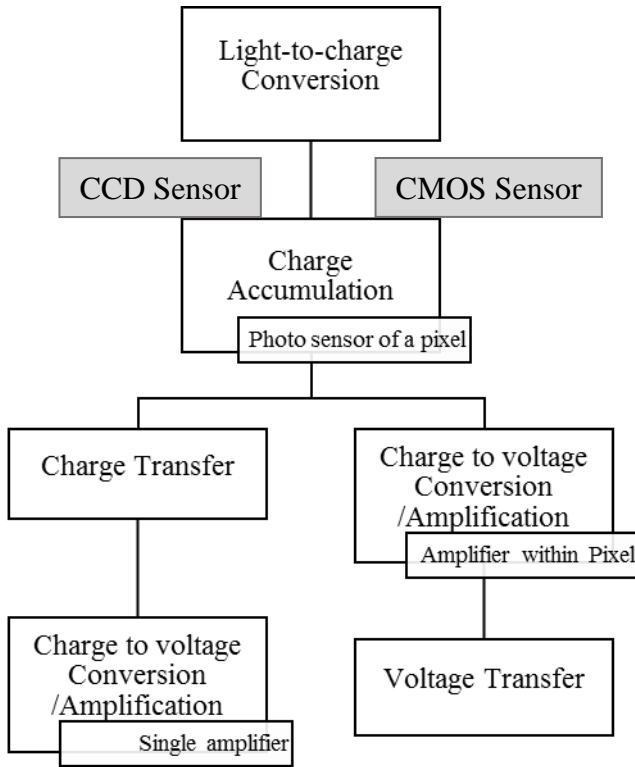 Light-to-charge
Conversion
CCD Sensor
CMOS Sensor
Charge
Accumulation
Photo sensor of a pixel
Charge Transfer
Charge to voltage
Conversion
/Amplification
Amplifier within Pixel
Charge to voltage
Conversion
/Amplification
Single amplifier
Voltage Transfer